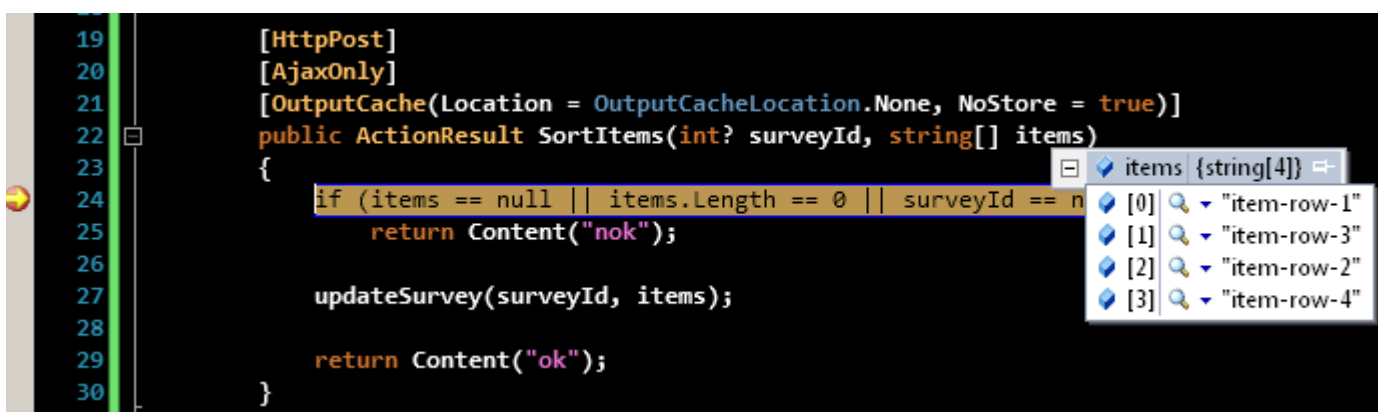 19 [HttpPost]
20 [AjaxOnly]
21 [OutputCache(Location = OutputCacheLocation.None, NoStore = true)]
22 public ActionResult SortItems(int? surveyId, string[] items)
23 {
items {string[4]}
24 if (items == null || items.Length == 0 || surveyId == n
[0] "item-row-1"
25 return Content("nok");
[1] "item-row-3"
26
[2] "item-row-2"
27 updateSurvey(surveyId, items);
[3] "item-row-4"
28
29 return Content("ok");
30 }